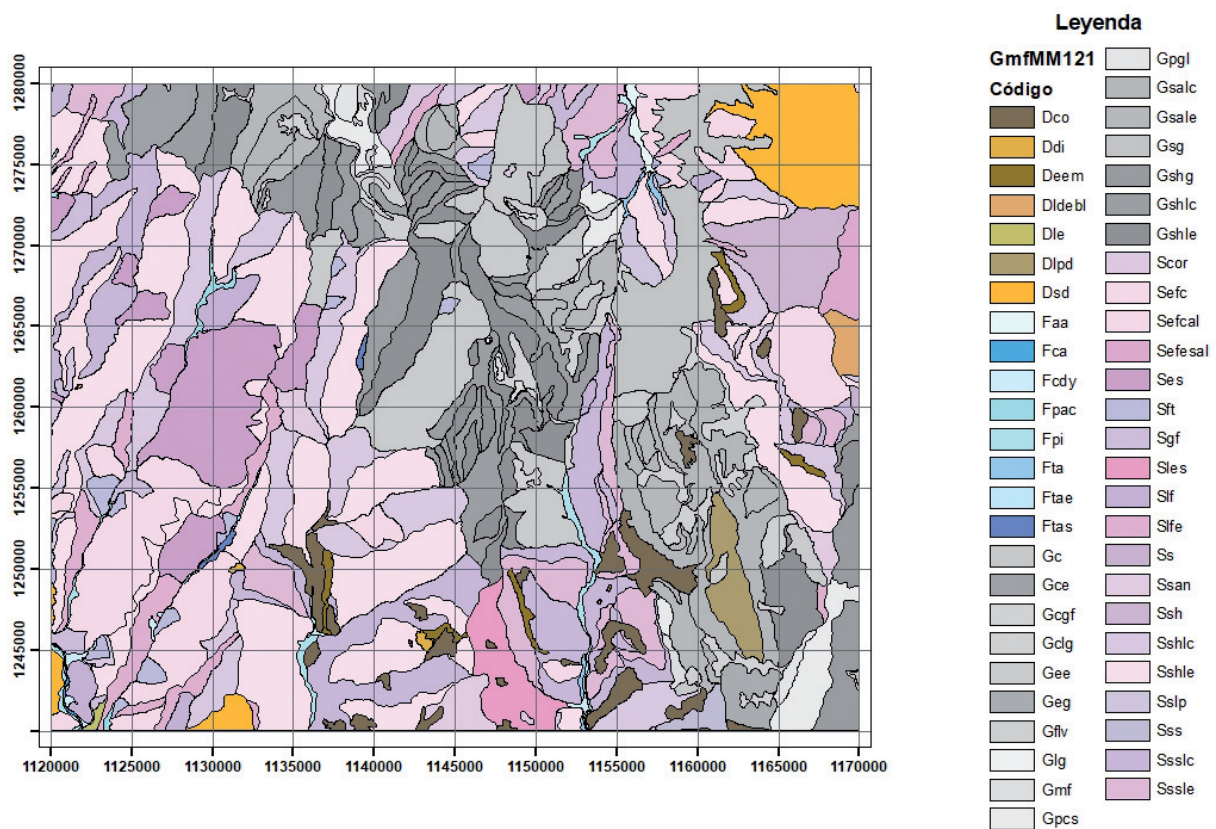 Leyenda
GmfMM121
Código
Dco
Ddi
Deem
Dldebl
Dle
Dlpd
Dsd
Faa
Fca
Fcdy
Fpac
Fpi
Fta
Ftae
Ftas
Gc
Gce
Gcgf
Gclg
Gee
Geg
Gflv
Glg
Gmf
Gpcs
Gpgl
Gsalc
Gsale
Gsg
Gshg
Gshlc
Gshle
Scor
Sefc
Sefcal
Sefesal
Ses
Sft
Sgf
Sles
Slf
Slfe
Ss
Ssan
Ssh
Sshlc
Sshle
Sslp
Sss
Ssslc
Sssle
1280000
1275000
1270000
1265000
1260000
1255000
1250000
1245000
1120000 1125000 1130000 1135000 1140000 1145000 1150000 1155000 1160000 1165000 1170000